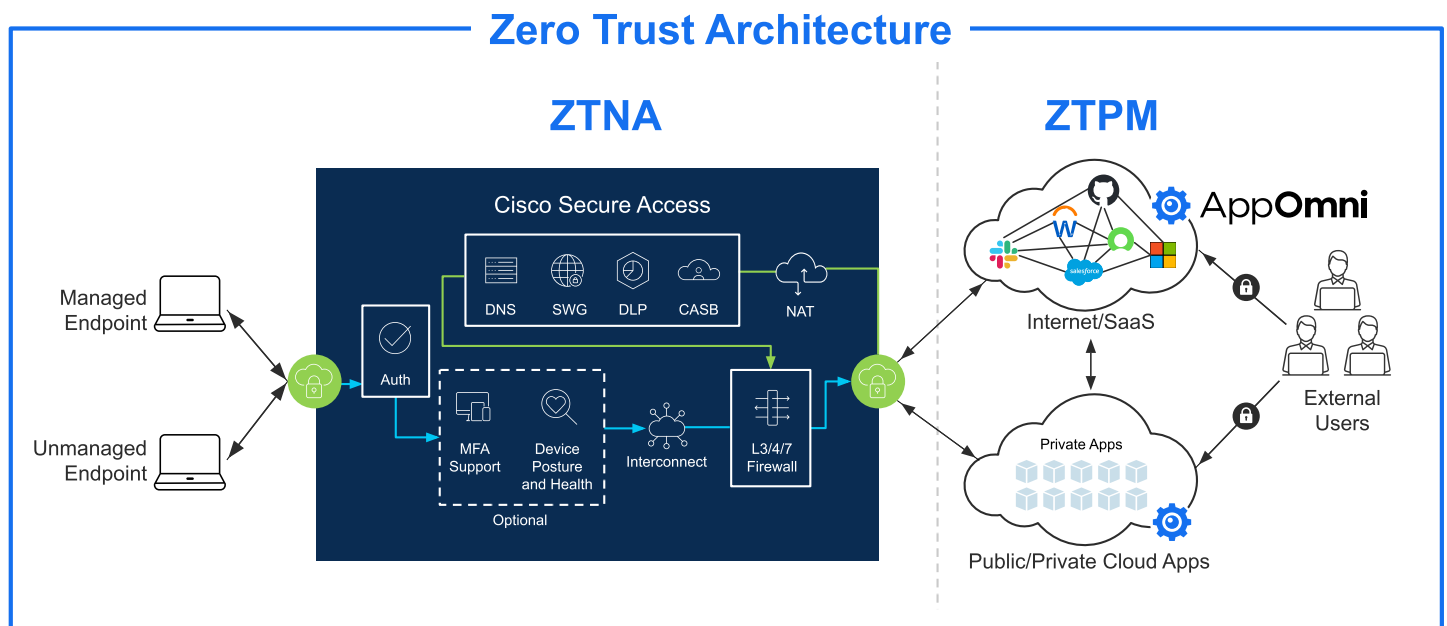 Zero Trust Architecture
ZTNA
ZTPM
Cisco Secure Access
DNS
SWG
DLP
CASB
NAT
Managed
Endpoint
Unmanaged
Endpoint
Auth
MFA
Support
Device
Posture
and Health
Optional
Interconnect
L3/4/7
Firewall
W
salesforce
AppOmni
Internet/SaaS
External
Users
Private Apps
Public/Private Cloud Apps